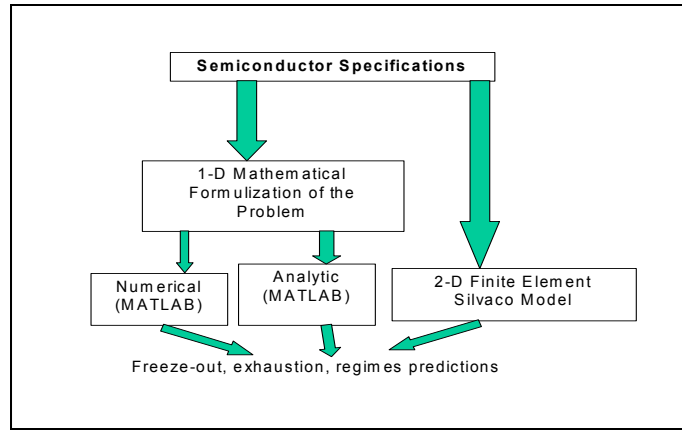 Semiconductor Specifications
1-D Mathematical
Formulization of the
Problem
Numerical
(MATLAB)
Analytic
(MATLAB)
2-D Finite Element
Silvaco Model
Freeze-out, exhaustion, regimes predictions